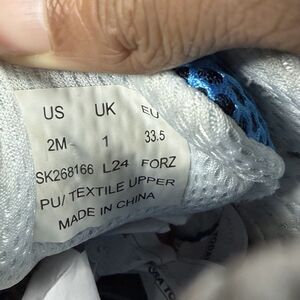 US UK EU
2M 1 33.5
SK268166 L24 FORZ
PU/ TEXTILE UPPER
MADE IN CHINA